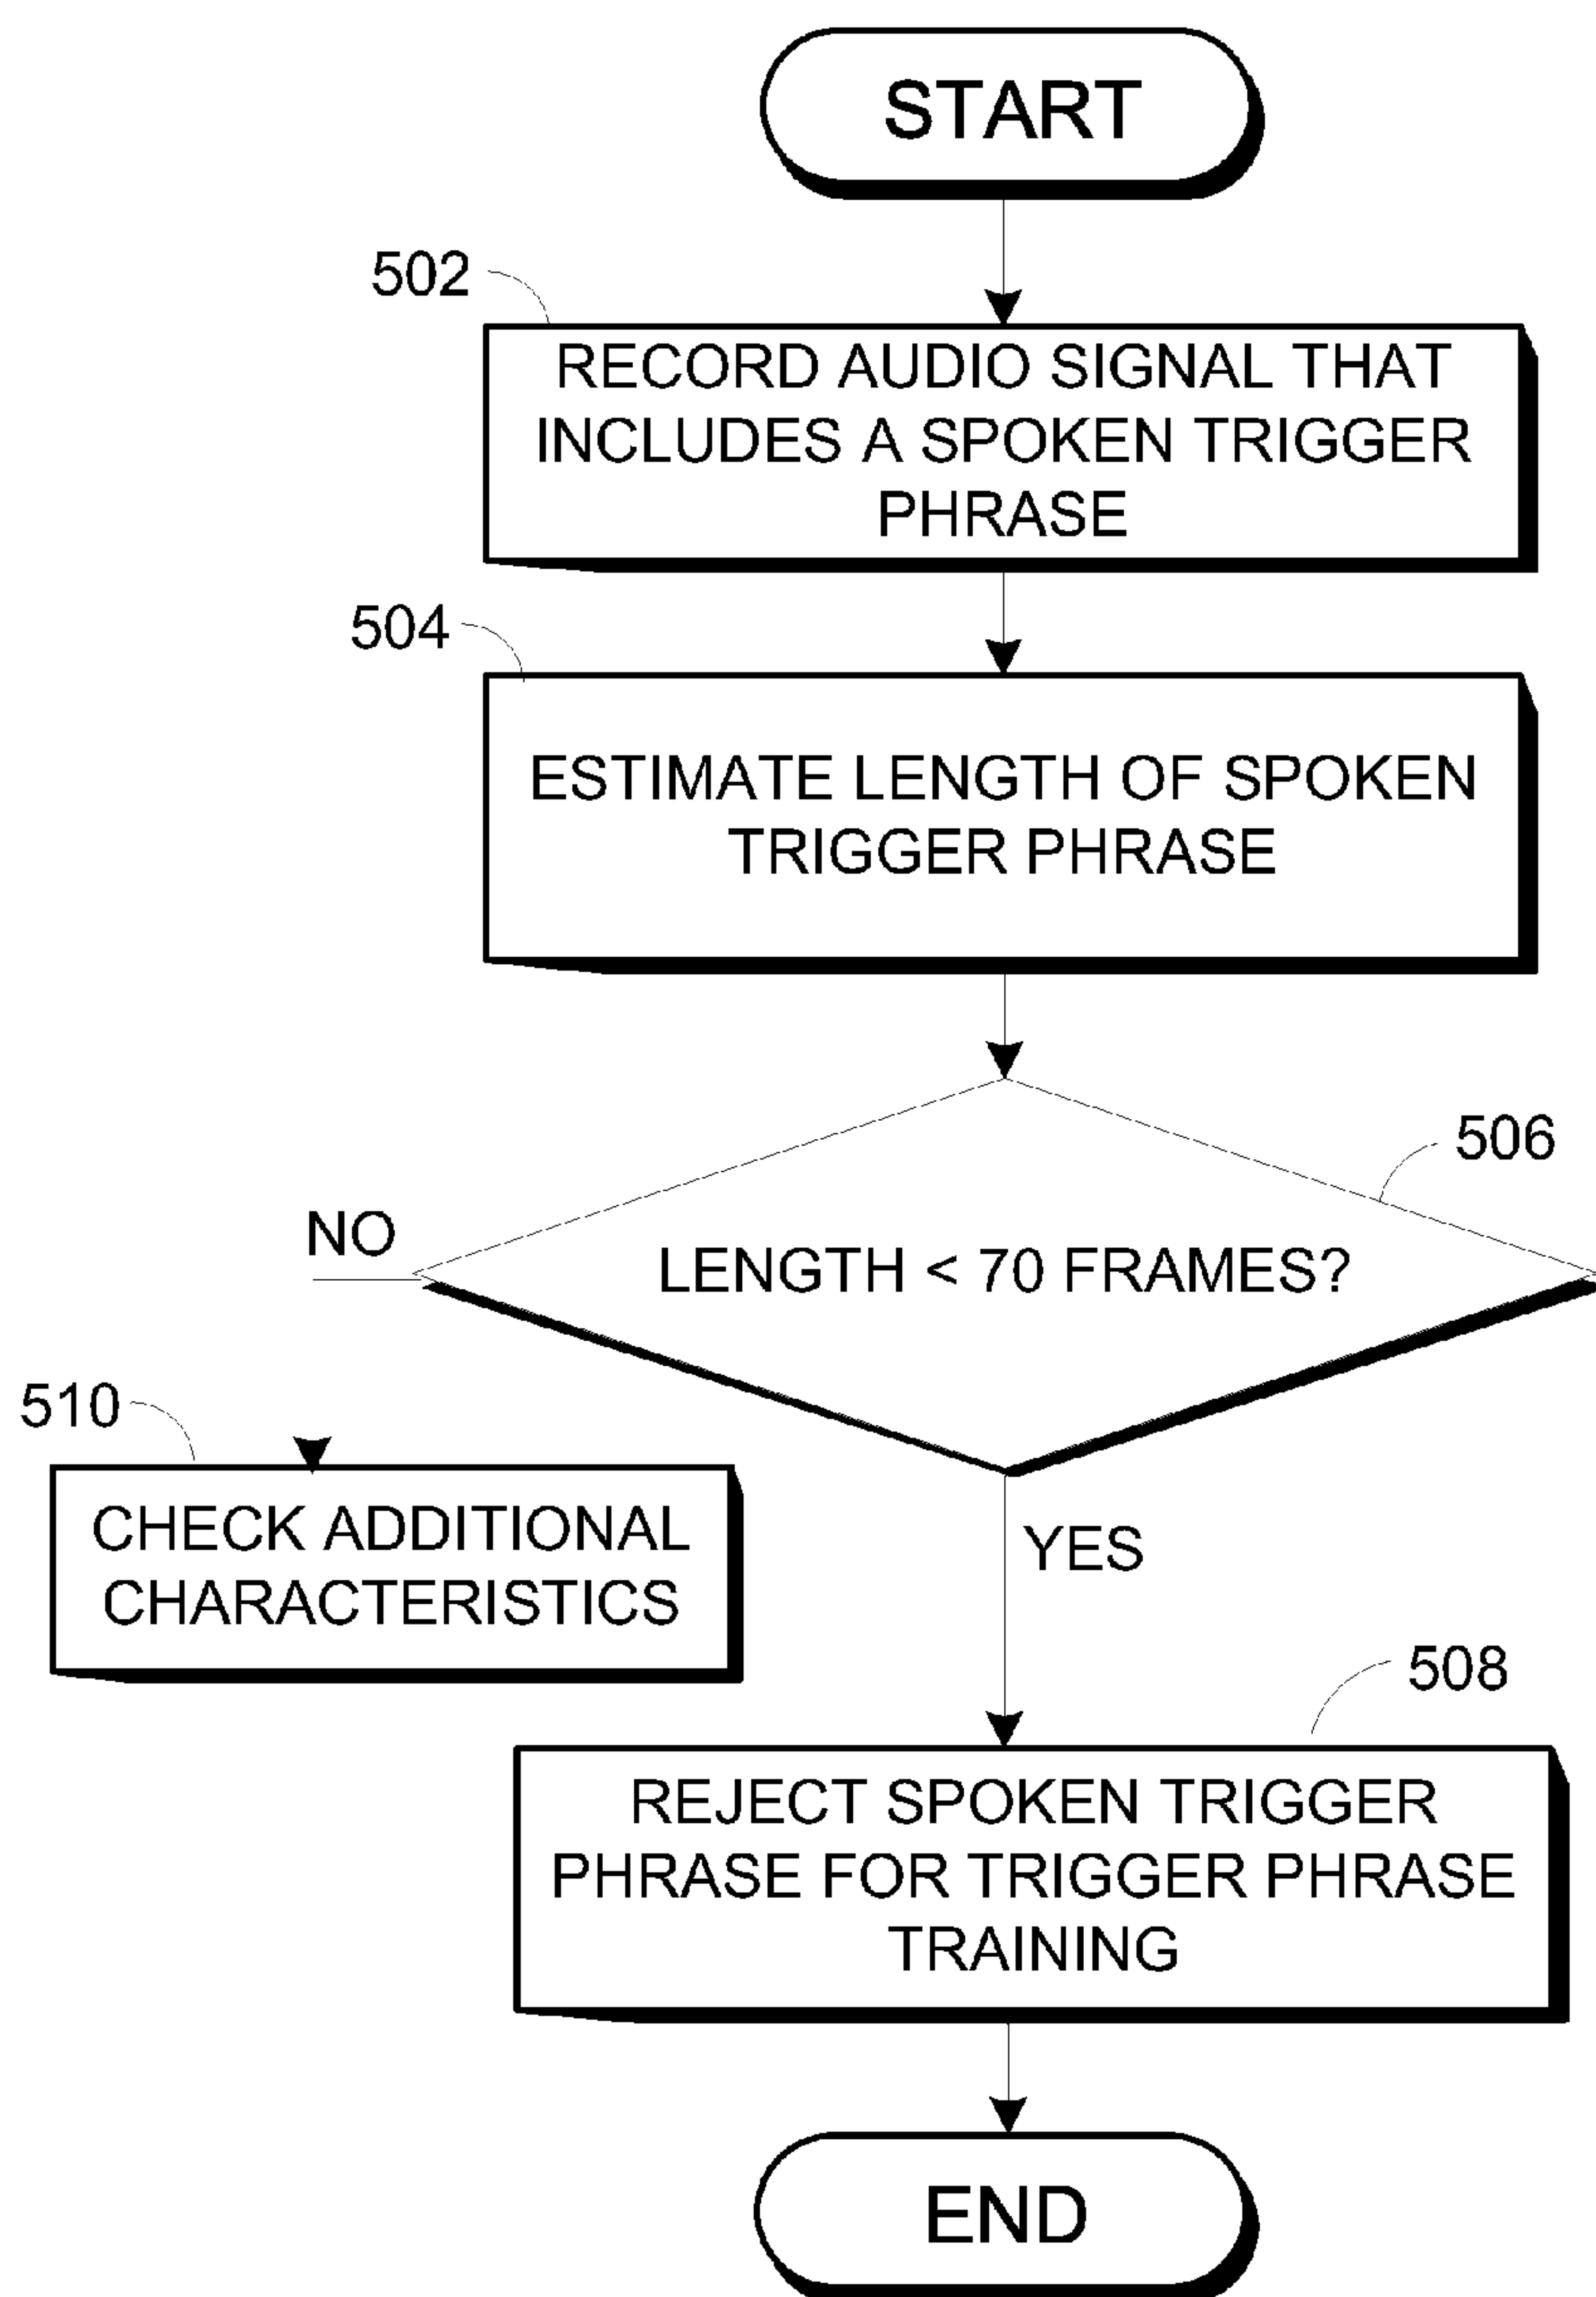 START
502
RECORD AUDIO SIGNAL THAT
INCLUDES A SPOKEN TRIGGER
PHRASE
504
ESTIMATE LENGTH OF SPOKEN
TRIGGER PHRASE
506
NO
LENGTH < 70 FRAMES?
510
CHECK ADDITIONAL
CHARACTERISTICS
YES
508
REJECT SPOKEN TRIGGER
PHRASE FOR TRIGGER PHRASE
TRAINING
END